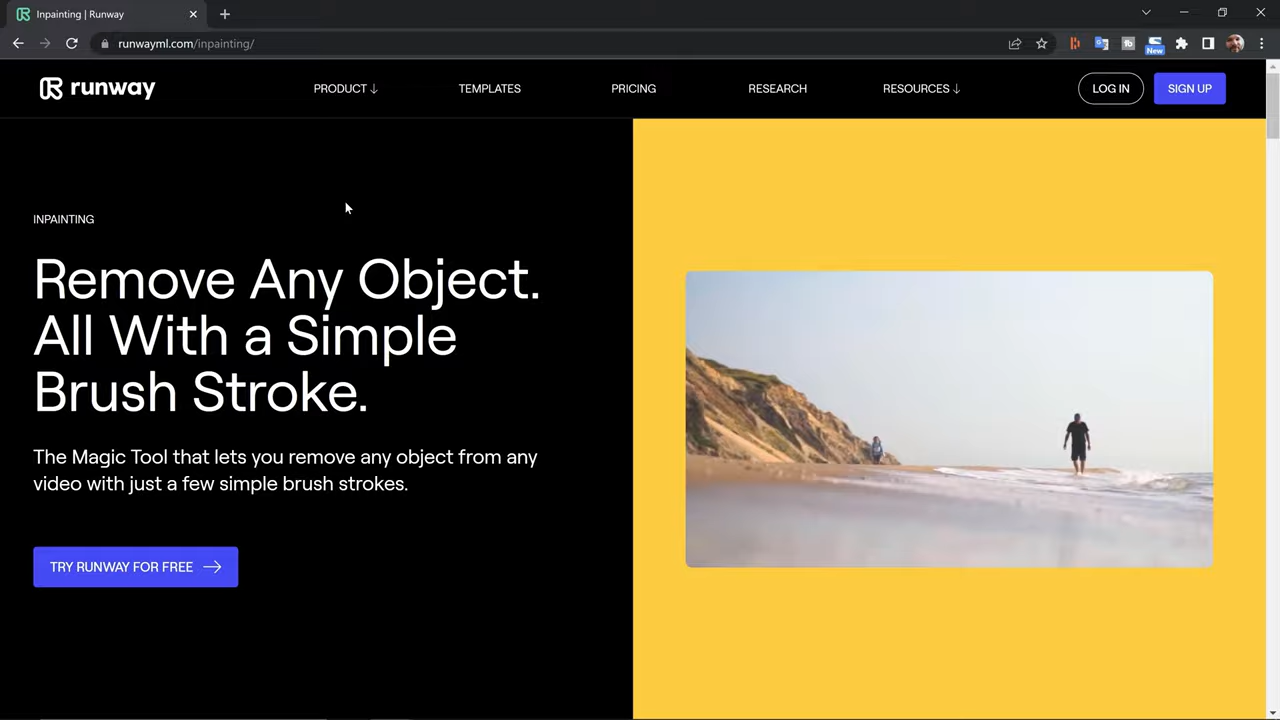 Inpainting | Runway
runwayml.com/inpainting/
New
runway
PRODUCT ↓
TEMPLATES
PRICING
RESEARCH
RESOURCES ↓
LOG IN
SIGN UP
INPAINTING
Remove Any Object.
All With a Simple
Brush Stroke.
The Magic Tool that lets you remove any object from any
video with just a few simple brush strokes.
TRY RUNWAY FOR FREE →